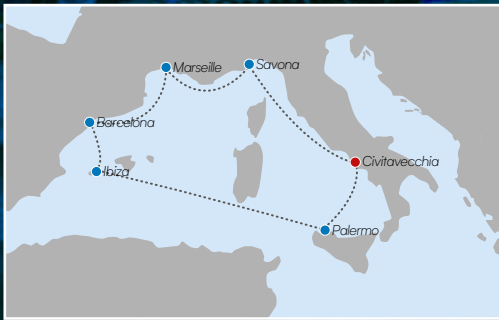 Marseille
Savona
Barcelona
Civitavecchia
Ibiza
Palermo